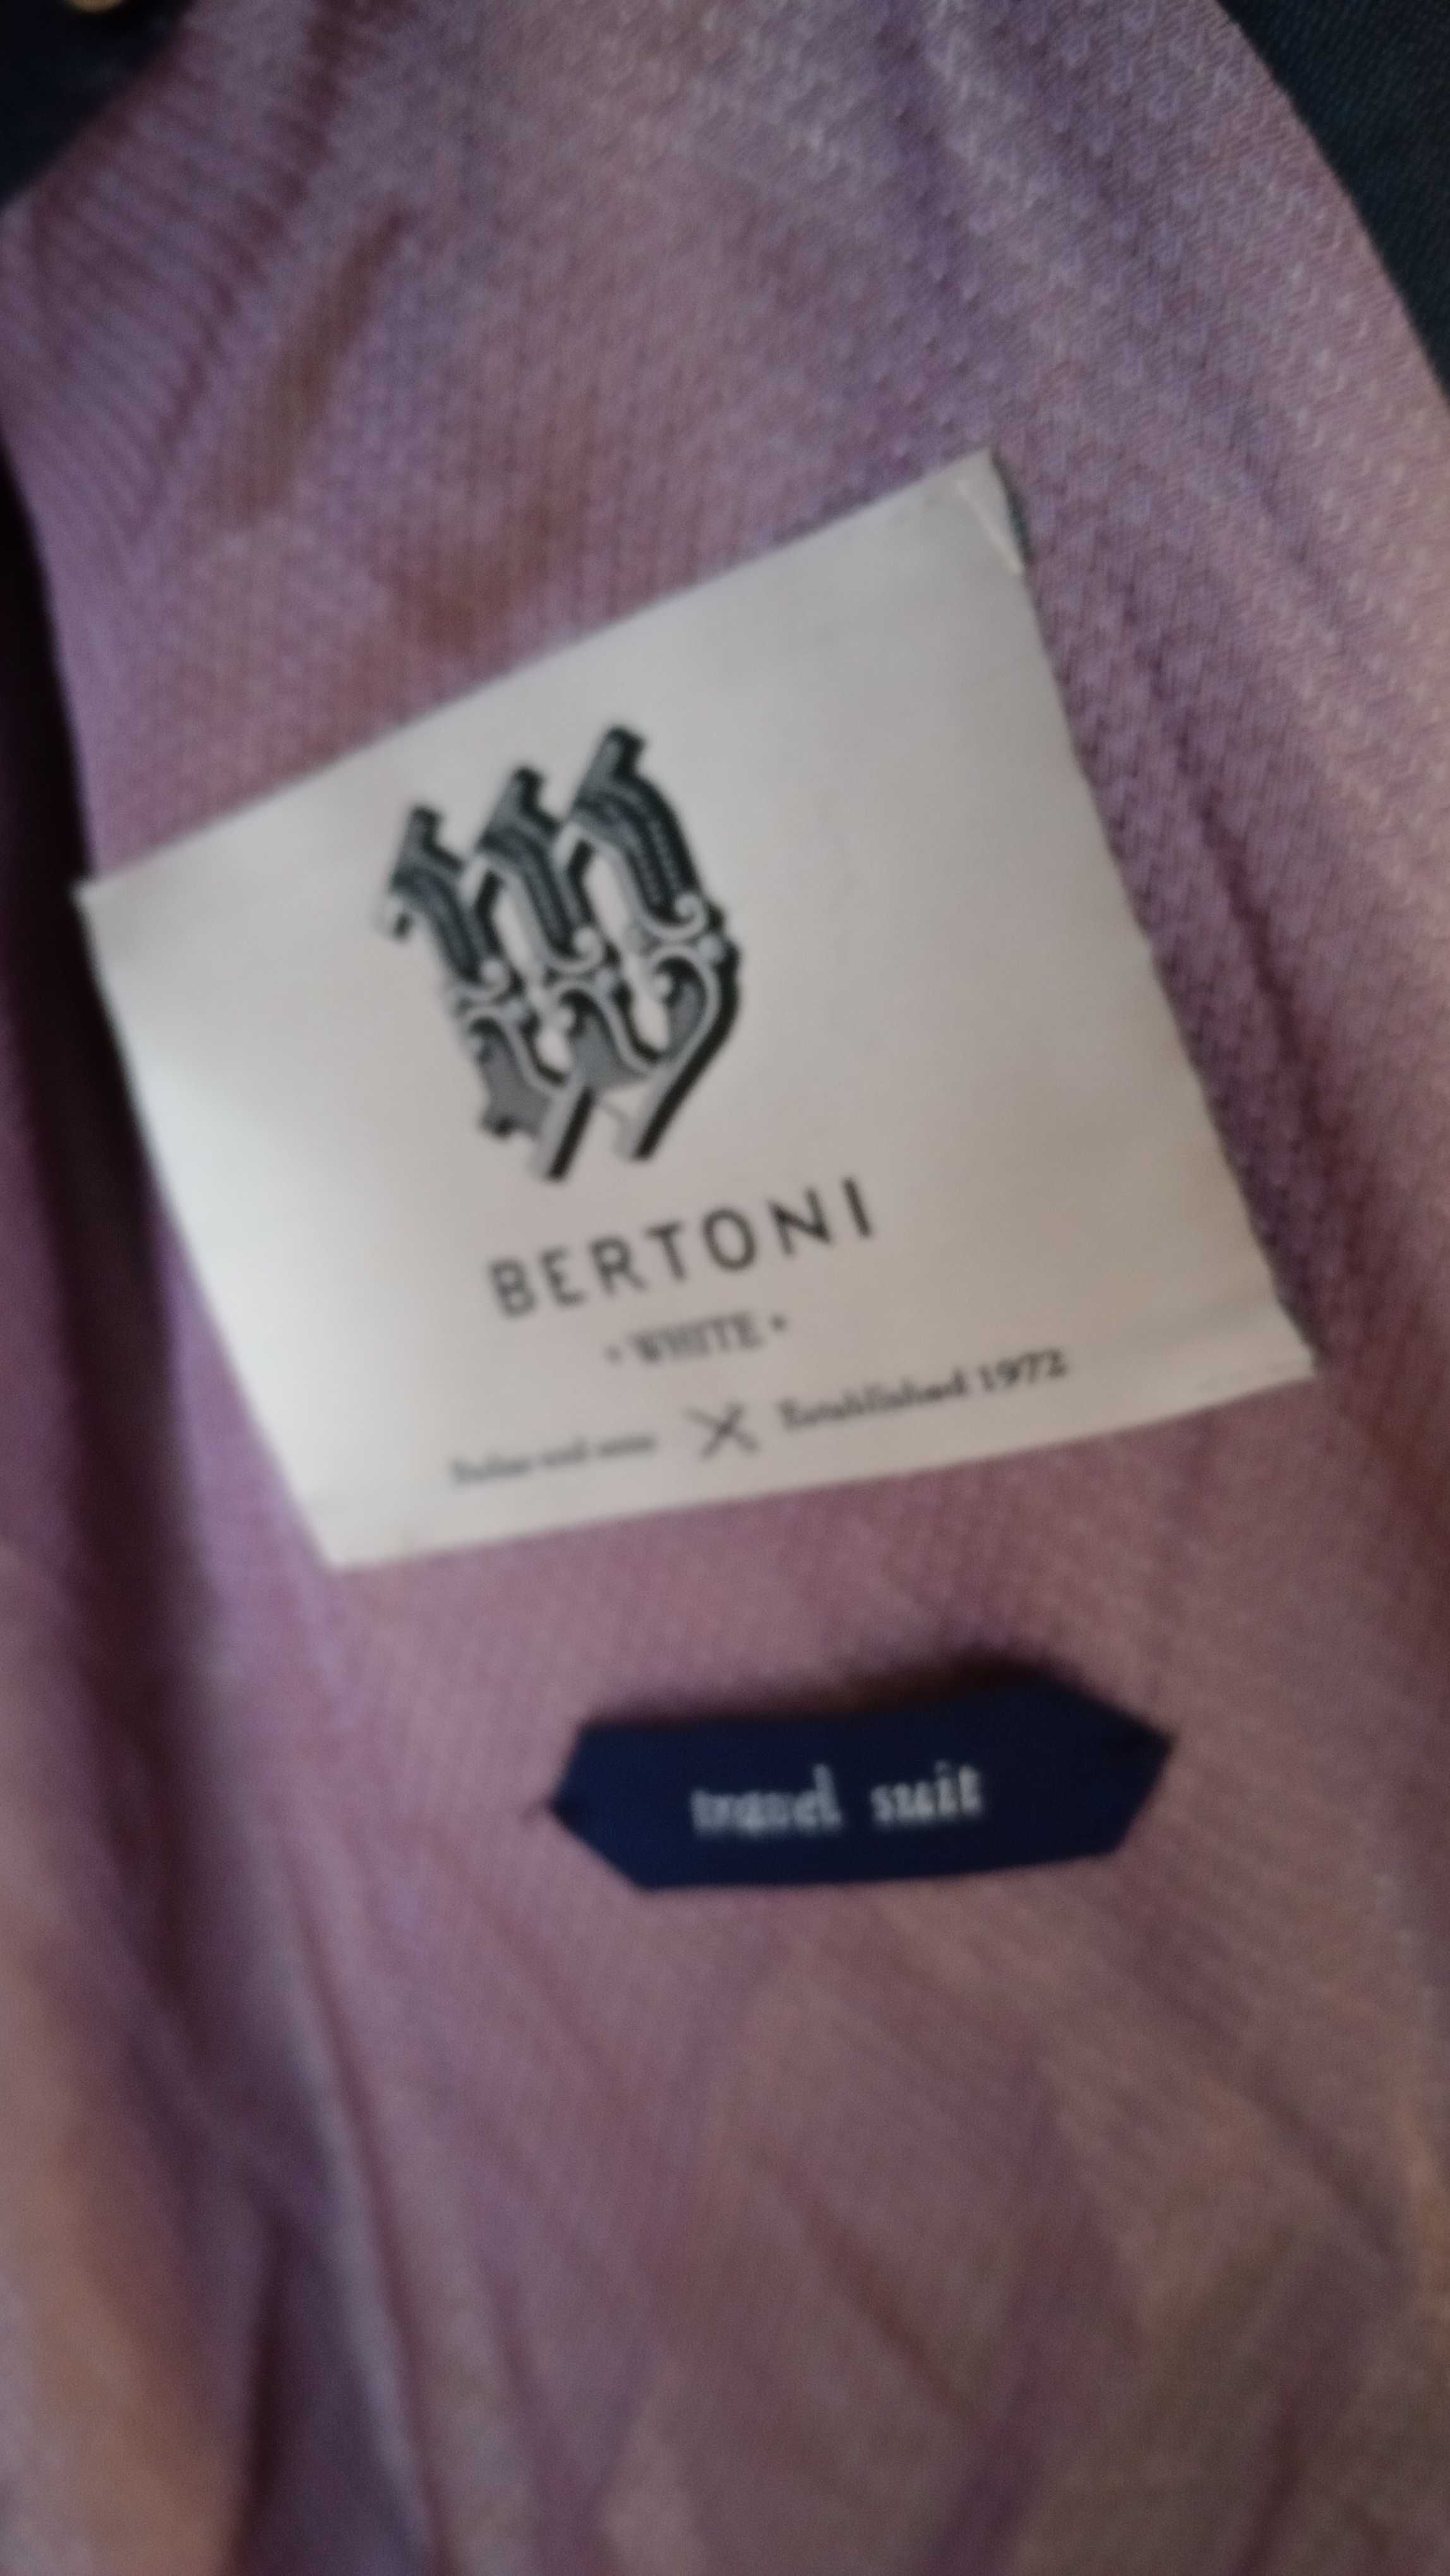 BERTONI
• WHITE •
Established 1972
travel suit